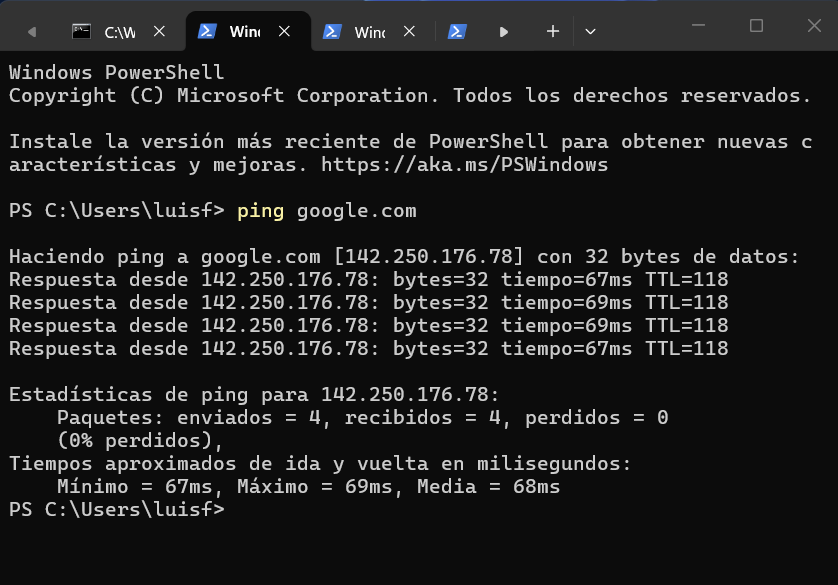 C:\W
Wind
Wind
Windows PowerShell
Copyright (C) Microsoft Corporation. Todos los derechos reservados.
Instale la versión más reciente de PowerShell para obtener nuevas c
aracterísticas y mejoras. https://aka.ms/PSWindows
PS C:\Users\luisf> ping google.com
Haciendo ping a google.com [142.250.176.78] con 32 bytes de datos:
Respuesta desde 142.250.176.78: bytes=32 tiempo=67ms TTL=118
Respuesta desde 142.250.176.78: bytes=32 tiempo=69ms TTL=118
Respuesta desde 142.250.176.78: bytes=32 tiempo=69ms TTL=118
Respuesta desde 142.250.176.78: bytes=32 tiempo=67ms TTL=118
Estadísticas de ping para 142.250.176.78:
    Paquetes: enviados = 4, recibidos = 4, perdidos = 0
    (0% perdidos),
Tiempos aproximados de ida y vuelta en milisegundos:
    Mínimo = 67ms, Máximo = 69ms, Media = 68ms
PS C:\Users\luisf>